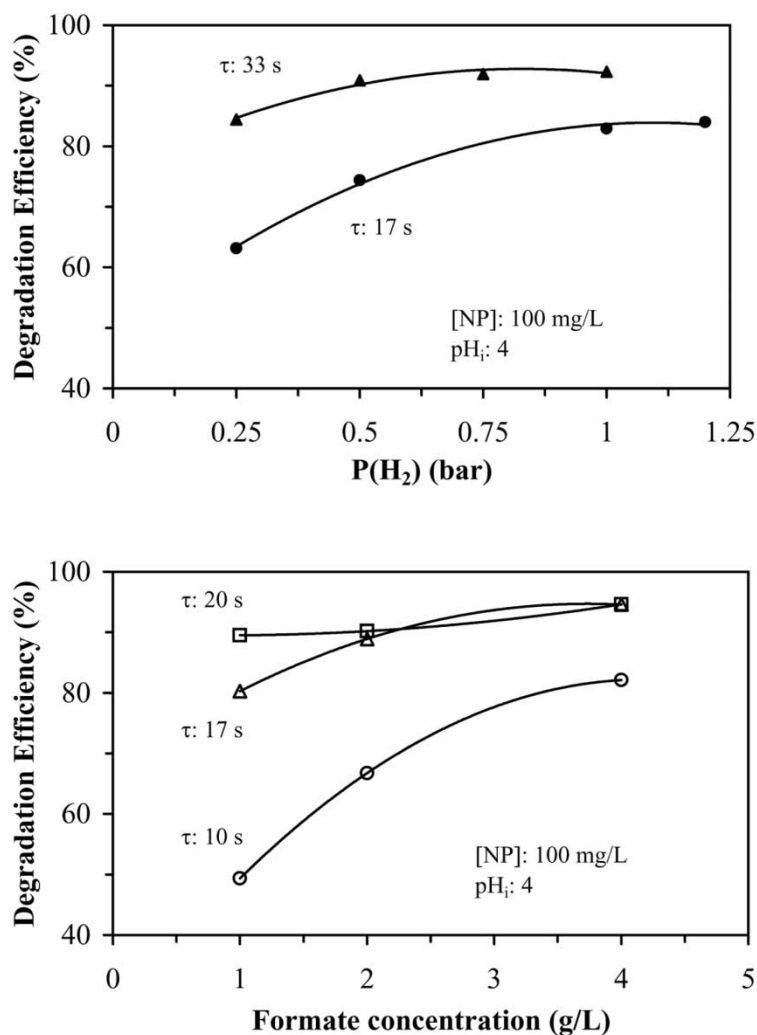 Degradation Efficiency (%)
100
80
60
40
τ: 33 s
τ: 17 s
[NP]: 100 mg/L
pHᵢ: 4
0 0.25 0.5 0.75 1 1.25
P(H₂) (bar)
Degradation Efficiency (%)
100
80
60
40
τ: 20 s
τ: 17 s
τ: 10 s
[NP]: 100 mg/L
pHᵢ: 4
0 1 2 3 4 5
Formate concentration (g/L)